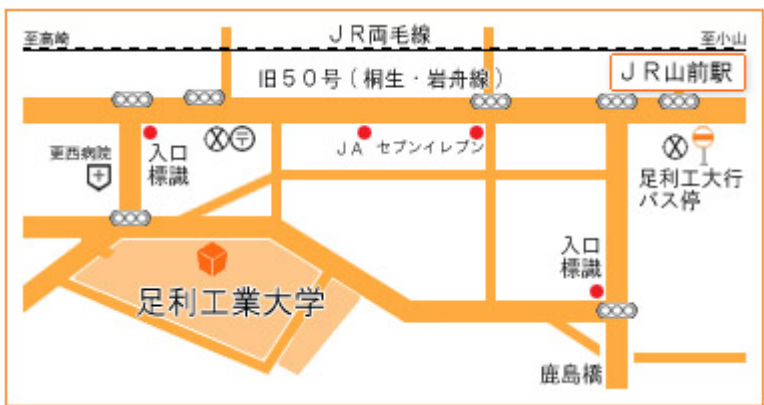 至高崎
JR両毛線
至小山
旧50号(桐生・岩舟線)
JR山前駅
更西病院
入口
標識
JA
セブンイレブン
足利工大行
バス停
入口
標識
足利工業大学
鹿島橋